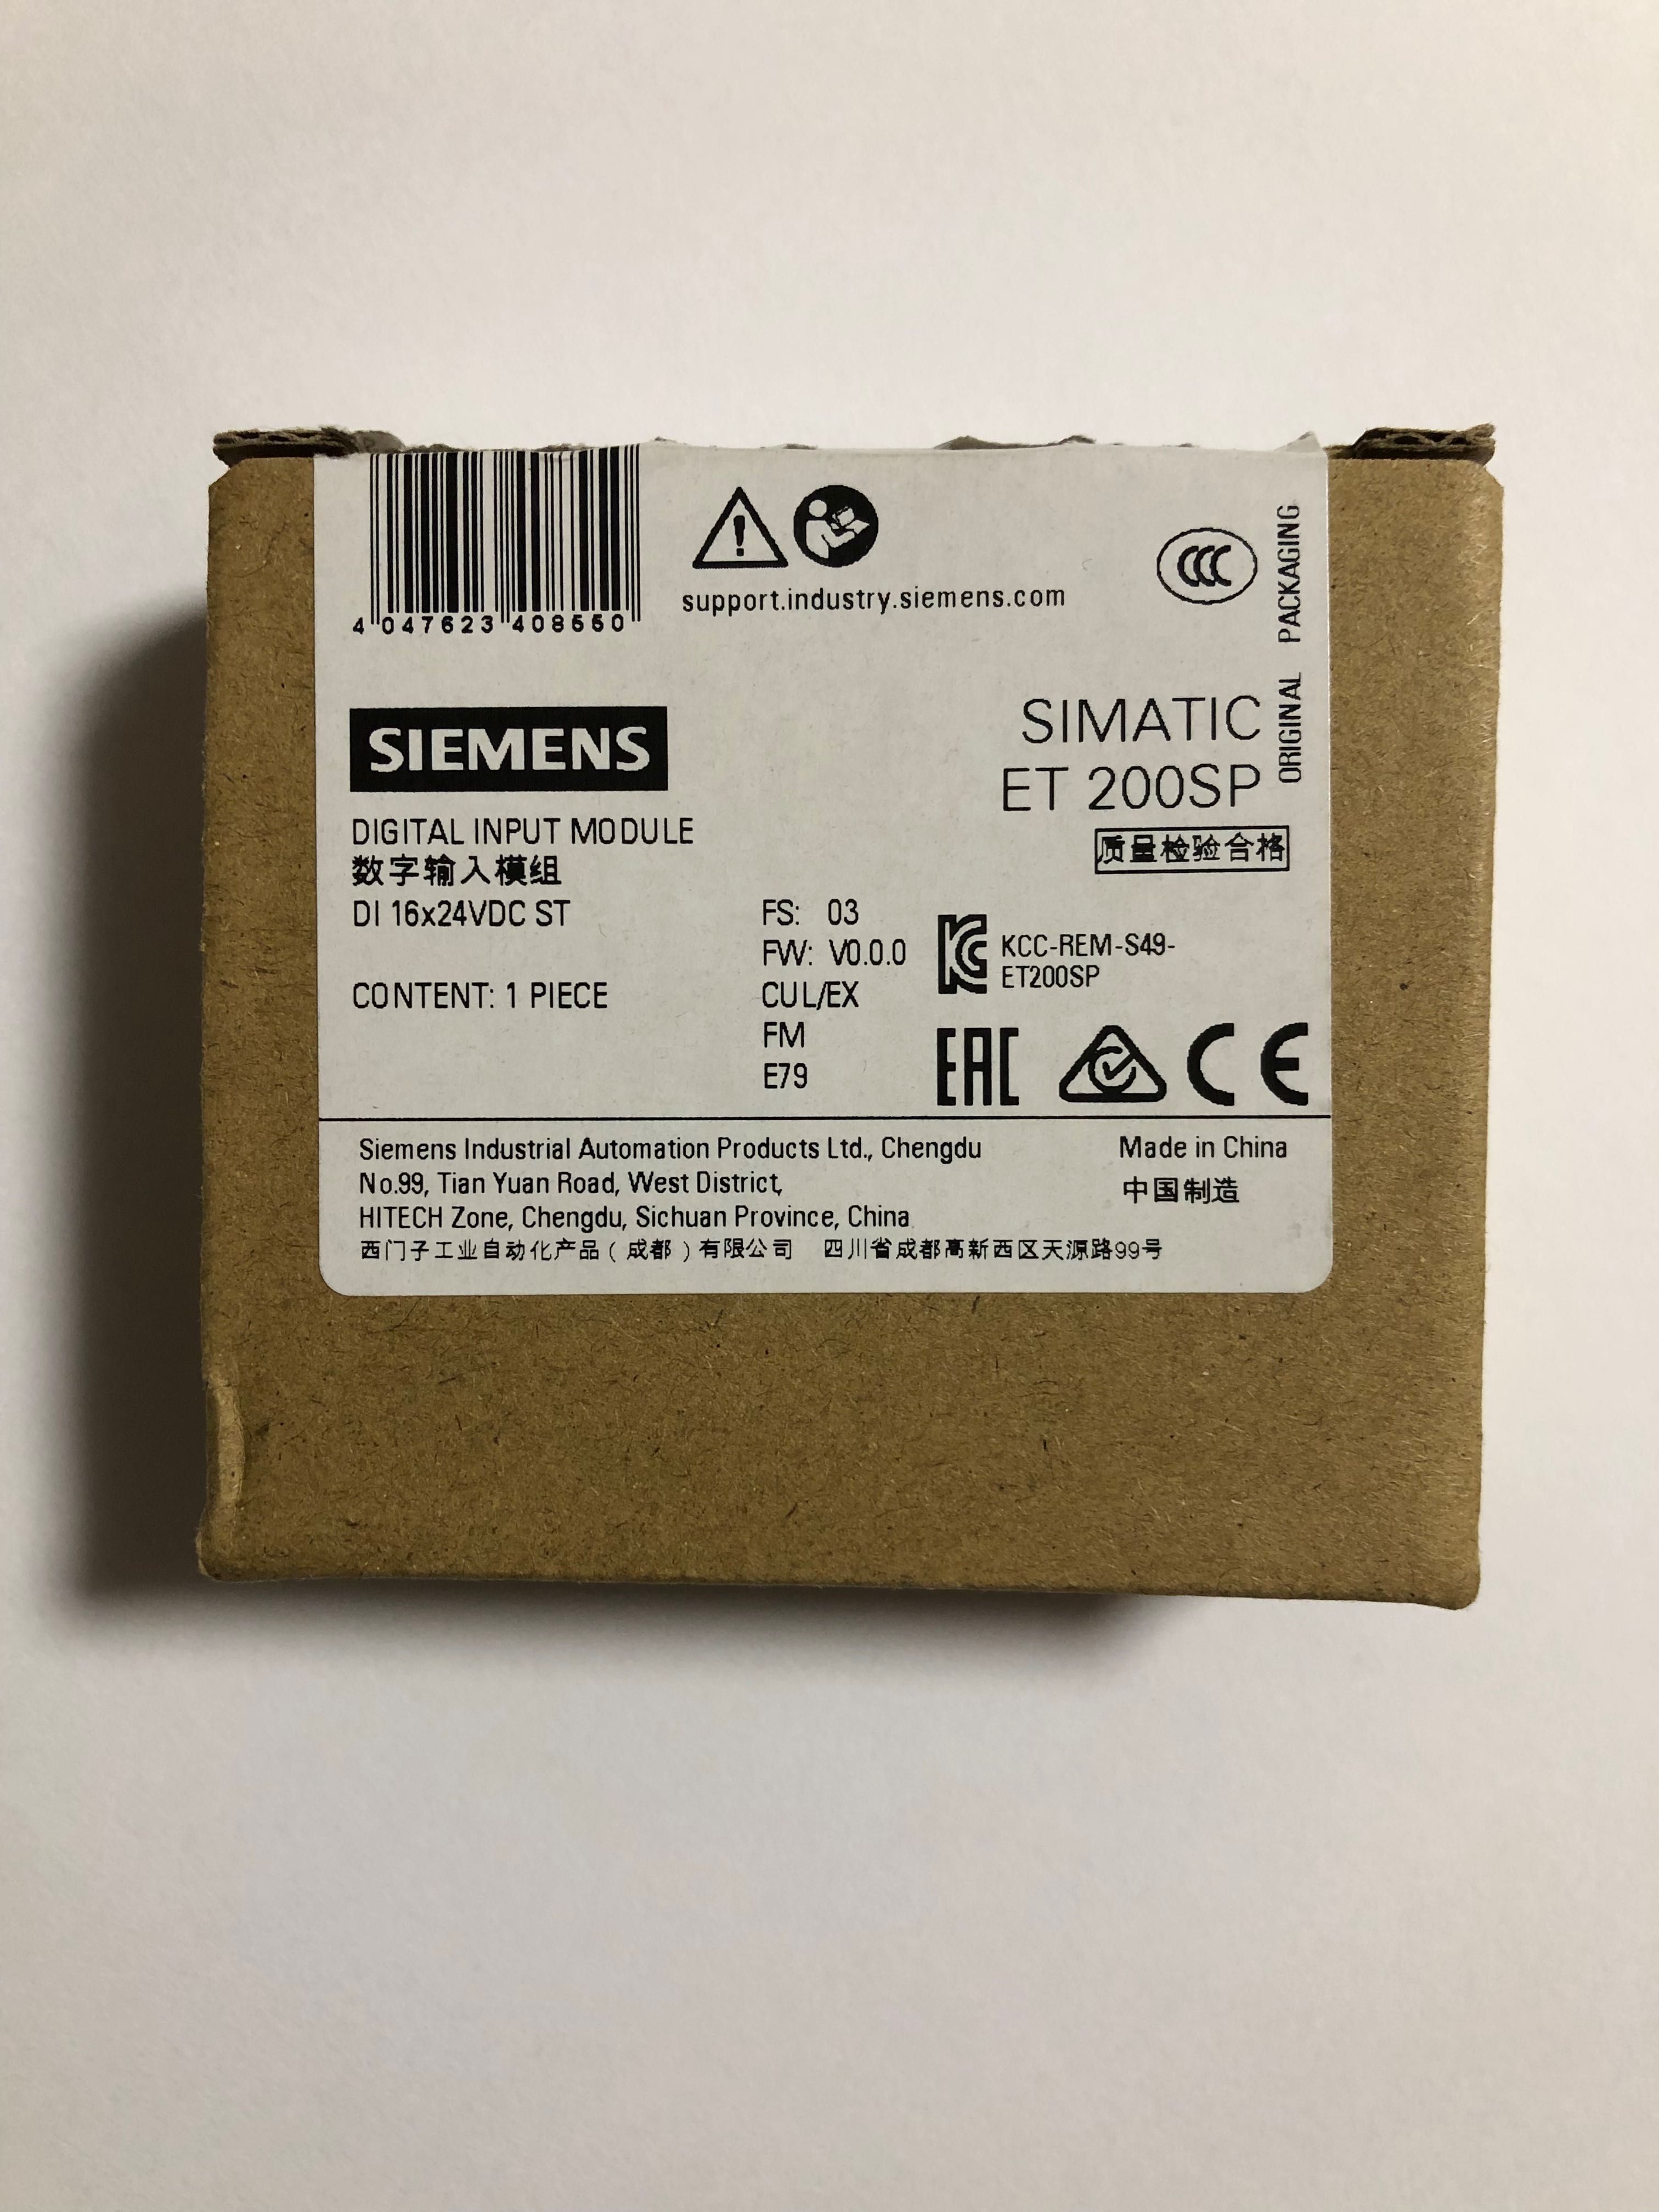 4 047623 408550
support.industry.siemens.com
CCC
ORIGINAL PACKAGING
SIEMENS
SIMATIC
ET 200SP
质量检验合格
DIGITAL INPUT MODULE
数字输入模组
DI 16x24VDC ST
CONTENT: 1 PIECE
FS: 03
FW: V0.0.0
CUL/EX
FM
E79
KCC-REM-S49-
ET200SP
EAC
CE
Siemens Industrial Automation Products Ltd., Chengdu
No.99, Tian Yuan Road, West District,
HITECH Zone, Chengdu, Sichuan Province, China
西门子工业自动化产品(成都)有限公司 四川省成都高新西区天源路99号
Made in China
中国制造